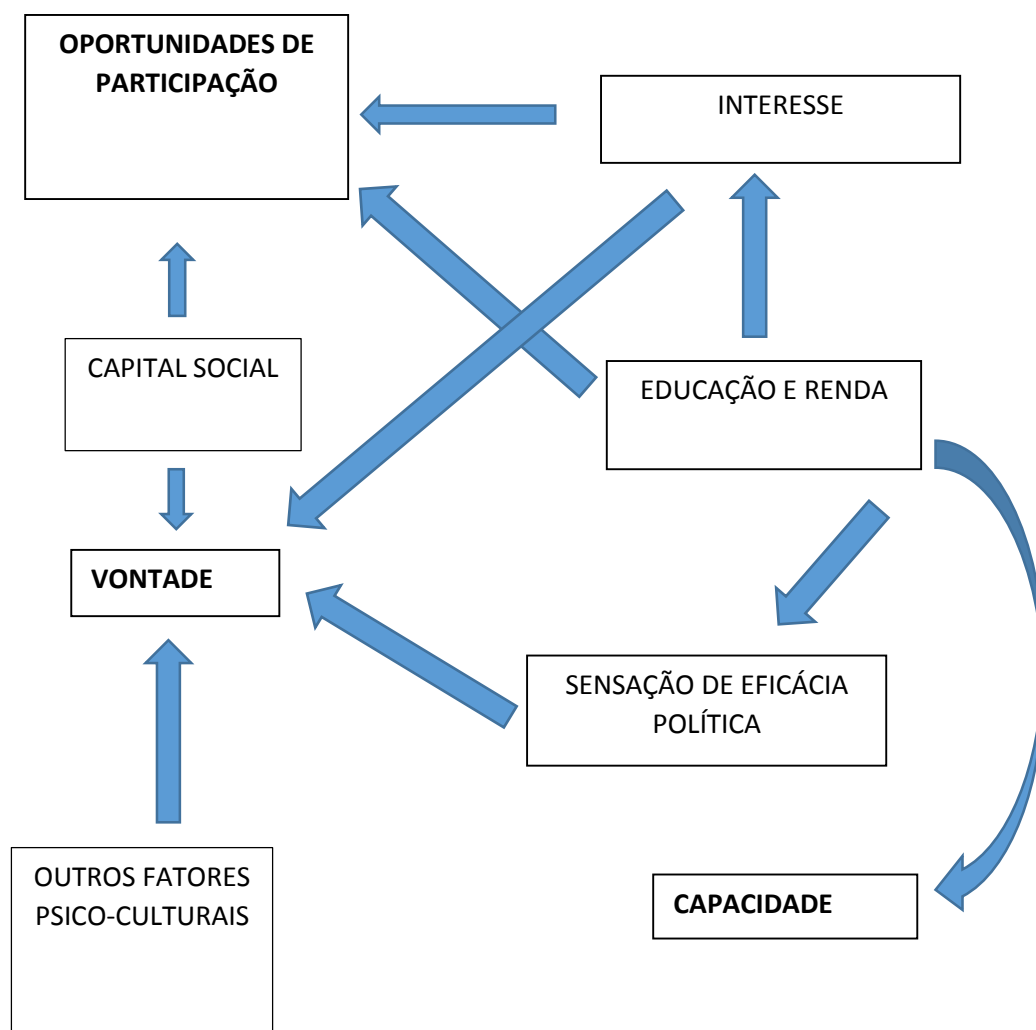 OPORTUNIDADES DE
PARTICIPAÇÃO
INTERESSE
CAPITAL SOCIAL
EDUCAÇÃO E RENDA
VONTADE
SENSAÇÃO DE EFICÁCIA
POLÍTICA
OUTROS FATORES
PSICO-CULTURAIS
CAPACIDADE